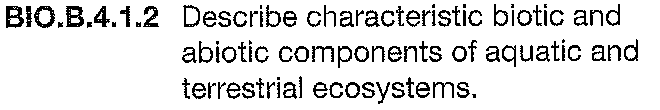 BIO.B.4.1.2 Describe characteristic biotic and
abiotic components of aquatic and
terrestrial ecosystems.